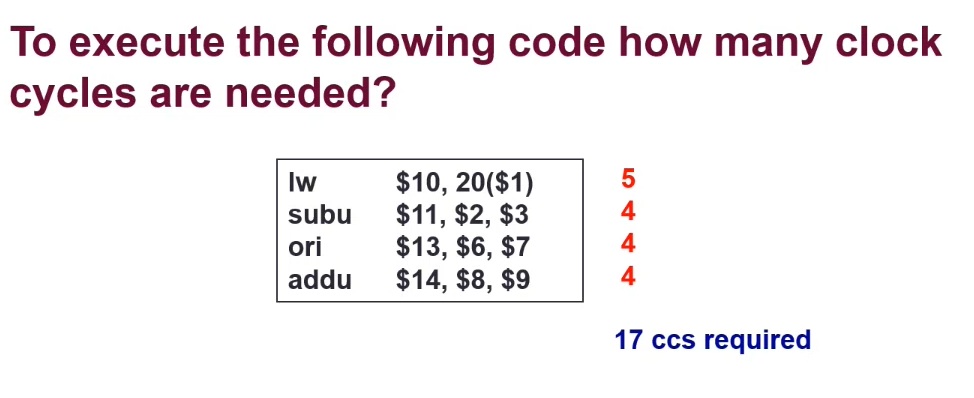 To execute the following code how many clock
cycles are needed?
lw $10, 20($1) 5
subu $11, $2, $3 4
ori $13, $6, $7 4
addu $14, $8, $9 4
17 ccs required